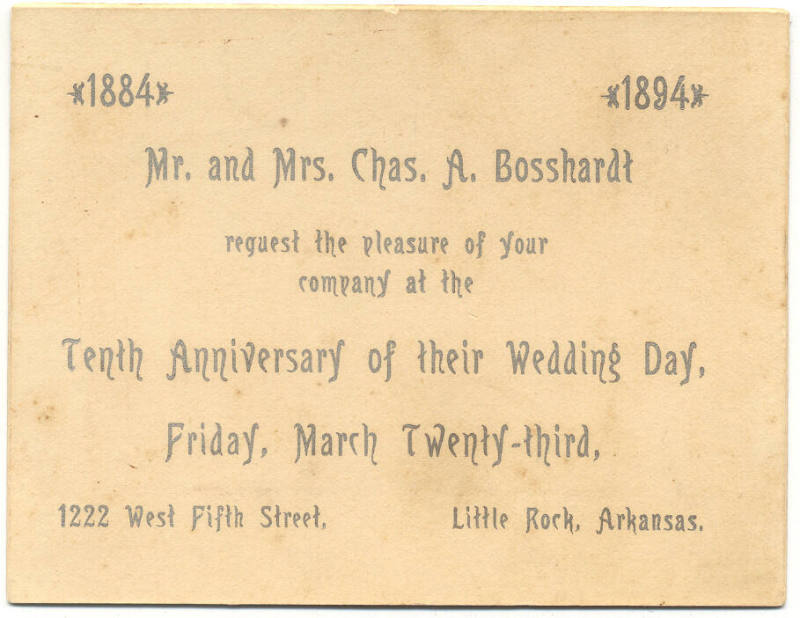 1884 1894
Mr. and Mrs. Chas. A. Bosshardt
request the pleasure of your
company at the
Tenth Anniversary of their Wedding Day,
Friday, March Twenty-third,
1222 West Fifth Street, Little Rock, Arkansas.